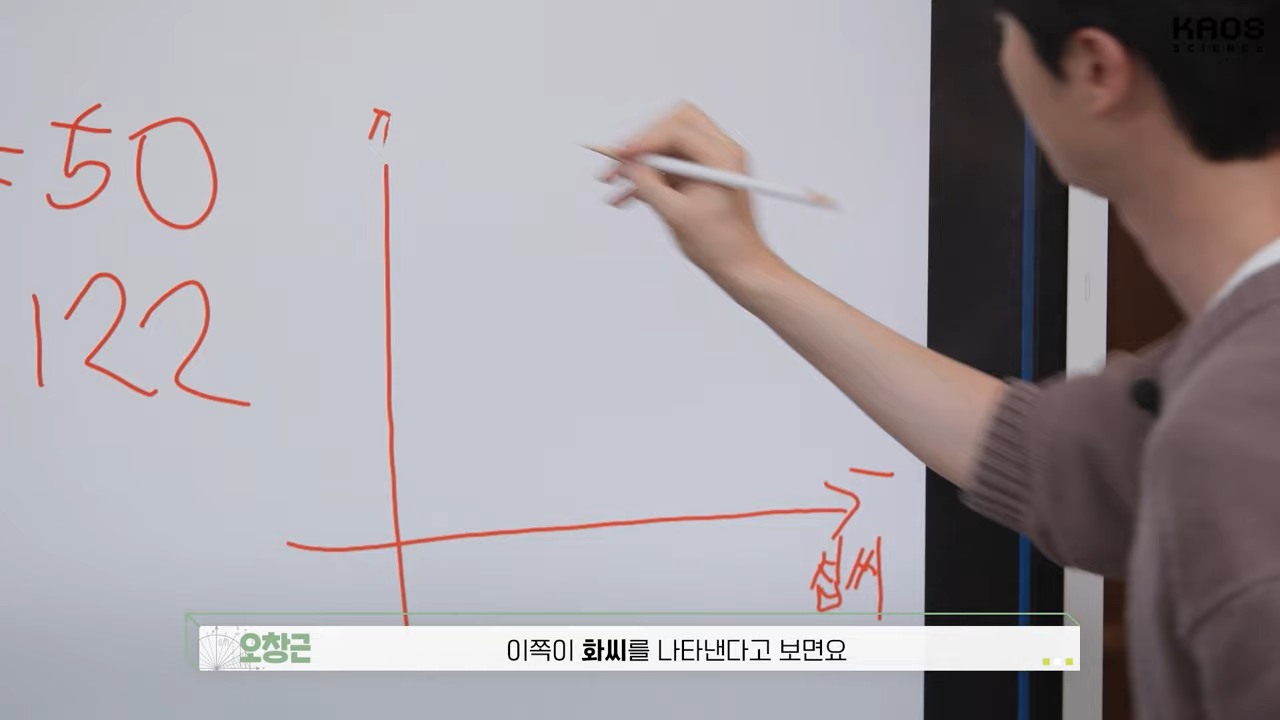 KAOS
SCIENCE
= 50
122
π
섭씨
오창근
이쪽이 화씨를 나타낸다고 보면요